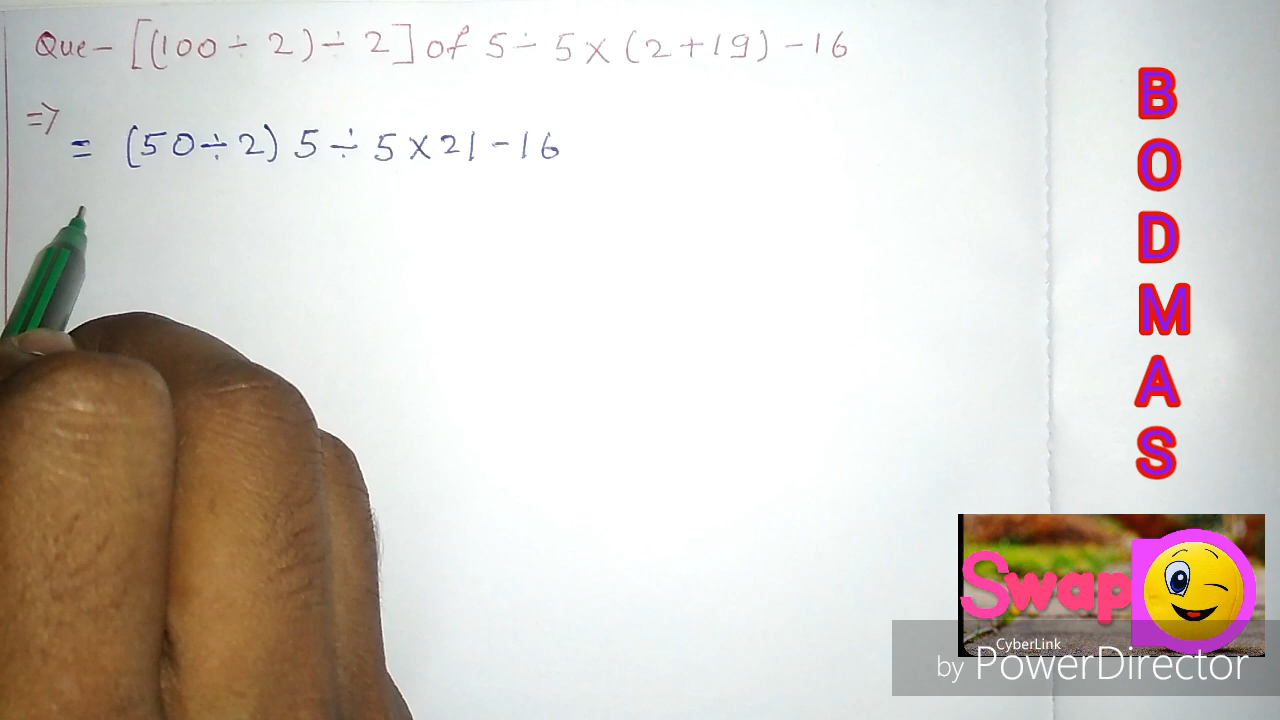 Que - [(100 ÷ 2) ÷ 2] of 5 ÷ 5 × (2 + 19) - 16
=>
= (50 ÷ 2) 5 ÷ 5 × 21 - 16
B
O
D
M
A
S
Swap
CyberLink
by PowerDirector